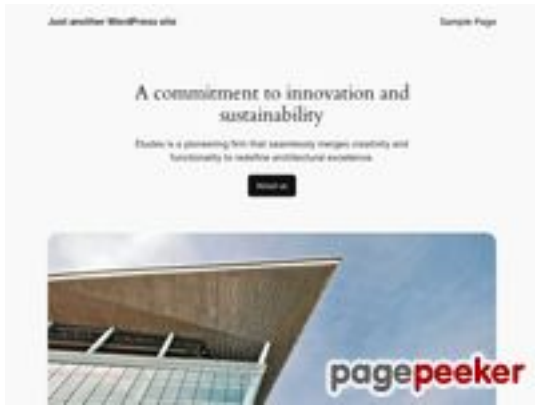 Just another WordPress site
Sample Page
A commitment to innovation and
sustainability
Études is a pioneering firm that seamlessly merges creativity and
functionality to redefine architectural excellence.
About us
pagepeeker